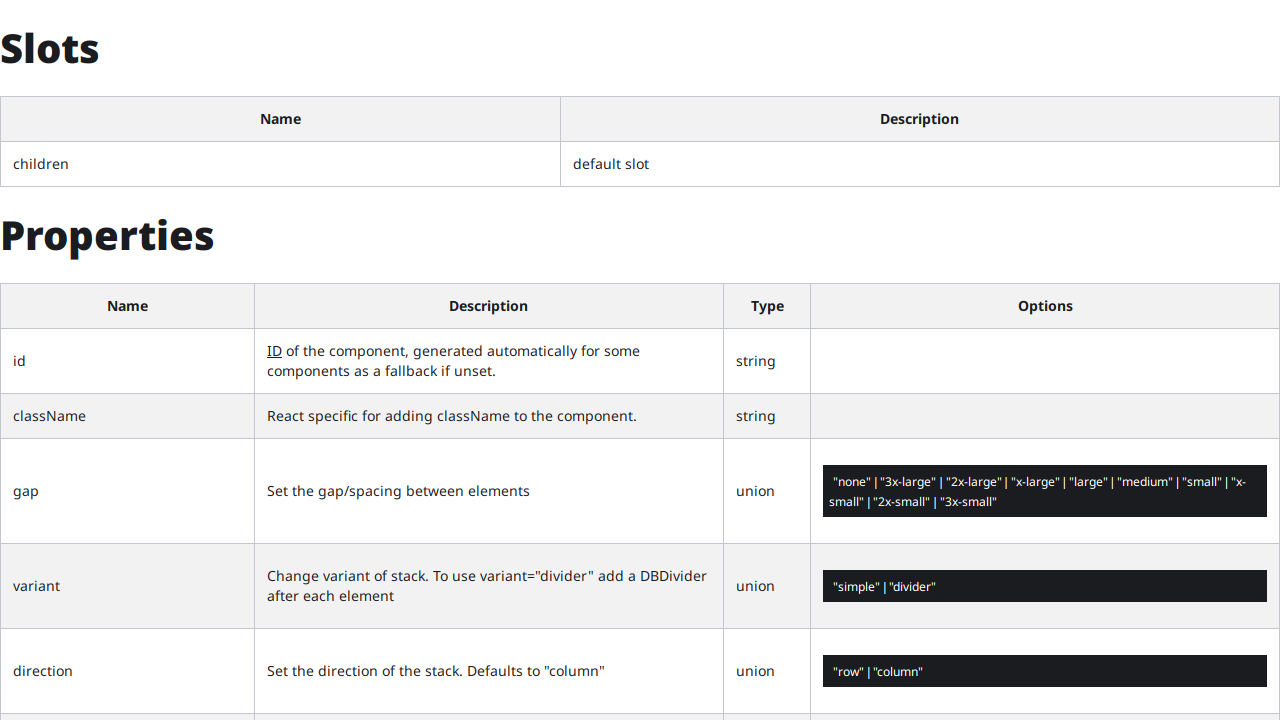 Slots
Name Description
children default slot
Properties
Name Description Type Options
id ID of the component, generated automatically for some components as a fallback if unset. string
className React specific for adding className to the component. string
gap Set the gap/spacing between elements union "none" | "3x-large" | "2x-large" | "x-large" | "large" | "medium" | "small" | "x-small" | "2x-small" | "3x-small"
variant Change variant of stack. To use variant="divider" add a DBDivider after each element union "simple" | "divider"
direction Set the direction of the stack. Defaults to "column" union "row" | "column"